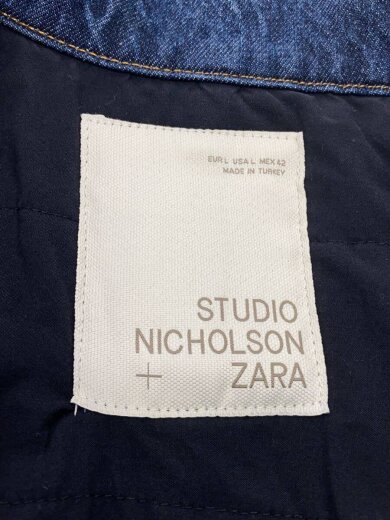 EUR L USA L MEX 42
MADE IN TURKEY
STUDIO
NICHOLSON
+ ZARA